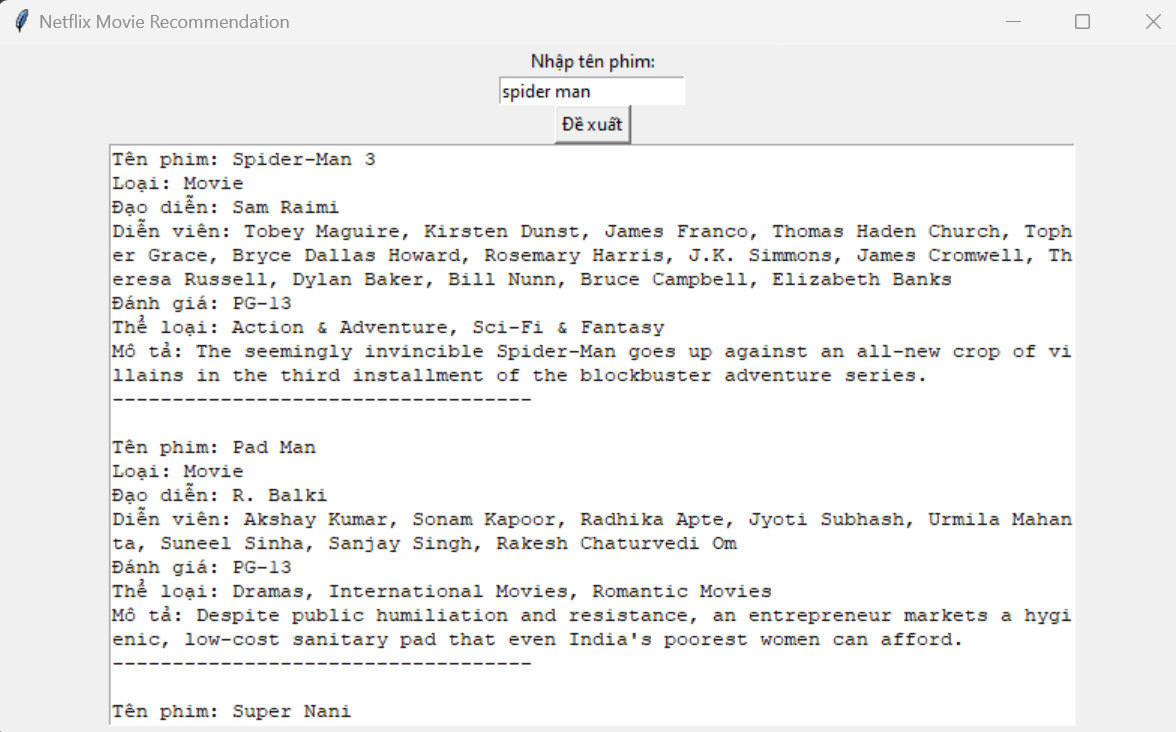 Netflix Movie Recommendation
Nhập tên phim:
spider man
Đề xuất
Tên phim: Spider-Man 3
Loại: Movie
Đạo diễn: Sam Raimi
Diễn viên: Tobey Maguire, Kirsten Dunst, James Franco, Thomas Haden Church, Toph
er Grace, Bryce Dallas Howard, Rosemary Harris, J.K. Simmons, James Cromwell, Th
eresa Russell, Dylan Baker, Bill Nunn, Bruce Campbell, Elizabeth Banks
Đánh giá: PG-13
Thể loại: Action & Adventure, Sci-Fi & Fantasy
Mô tả: The seemingly invincible Spider-Man goes up against an all-new crop of vi
llains in the third installment of the blockbuster adventure series.
-----------------------------------
Tên phim: Pad Man
Loại: Movie
Đạo diễn: R. Balki
Diễn viên: Akshay Kumar, Sonam Kapoor, Radhika Apte, Jyoti Subhash, Urmila Mahan
ta, Suneel Sinha, Sanjay Singh, Rakesh Chaturvedi Om
Đánh giá: PG-13
Thể loại: Dramas, International Movies, Romantic Movies
Mô tả: Despite public humiliation and resistance, an entrepreneur markets a hygi
enic, low-cost sanitary pad that even India's poorest women can afford.
-----------------------------------
Tên phim: Super Nani